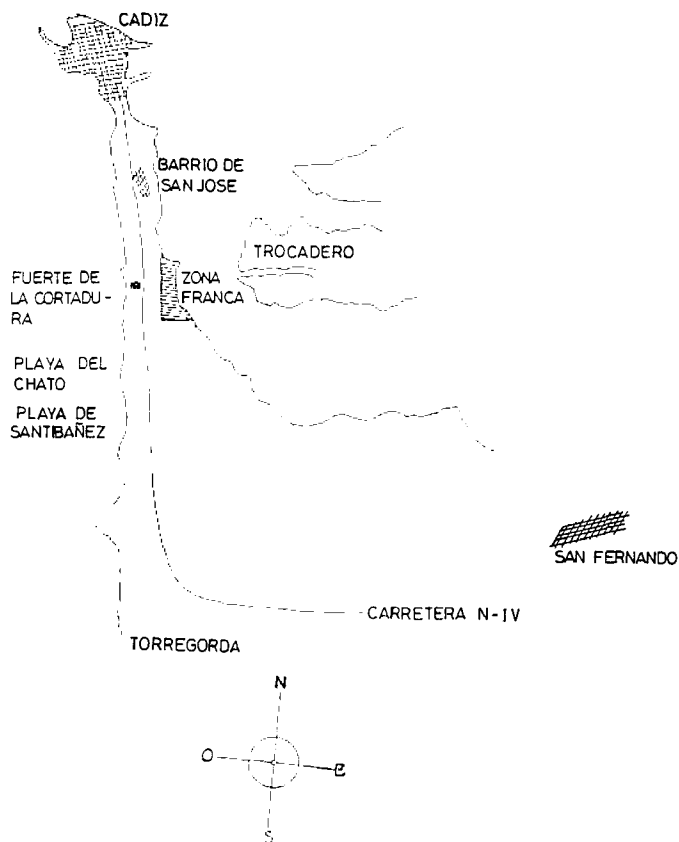 CADIZ
BARRIO DE
SAN JOSE
TROCADERO
FUERTE DE
LA CORTADU-
RA
ZONA
FRANCA
PLAYA DEL
CHATO
PLAYA DE
SANTIBAÑEZ
SAN FERNANDO
CARRETERA N-IV
TORREGORDA
N
O
E
S